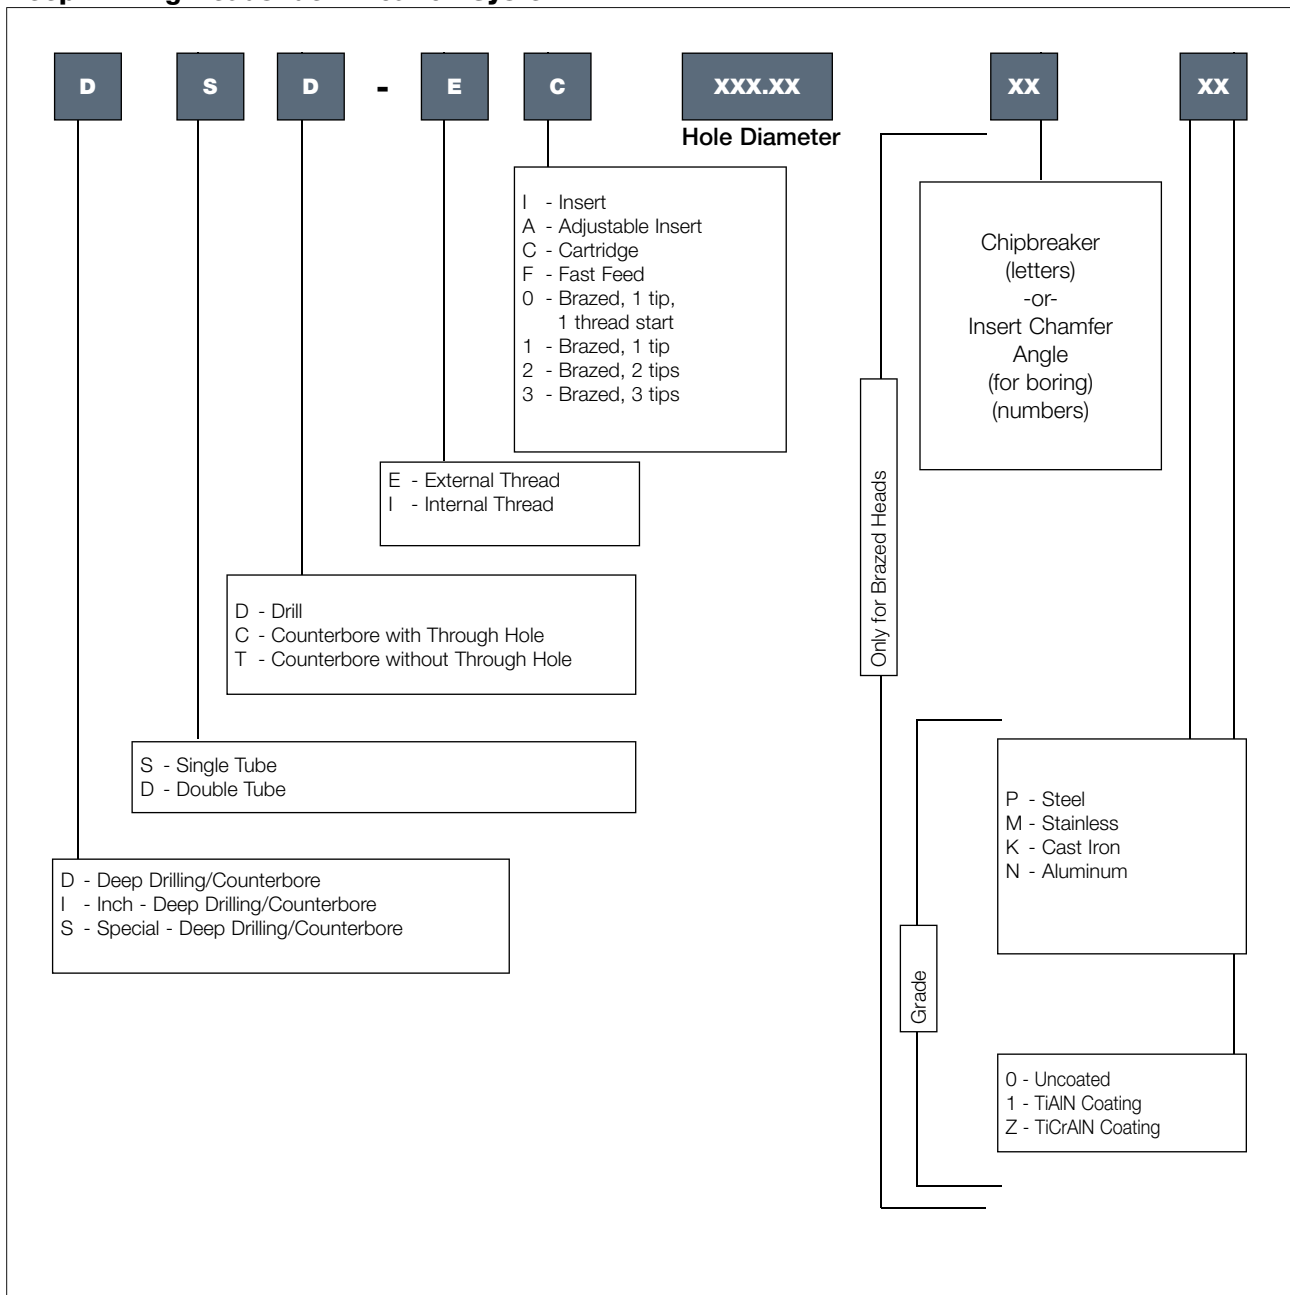 D S D - E C XXX.XX XX XX
Hole Diameter
I - Insert
A - Adjustable Insert
C - Cartridge
F - Fast Feed
0 - Brazed, 1 tip,
1 thread start
1 - Brazed, 1 tip
2 - Brazed, 2 tips
3 - Brazed, 3 tips
Chipbreaker
(letters)
-or-
Insert Chamfer
Angle
(for boring)
(numbers)
Only for Brazed Heads
E - External Thread
I - Internal Thread
D - Drill
C - Counterbore with Through Hole
T - Counterbore without Through Hole
S - Single Tube
D - Double Tube
P - Steel
M - Stainless
K - Cast Iron
N - Aluminum
D - Deep Drilling/Counterbore
I - Inch - Deep Drilling/Counterbore
S - Special - Deep Drilling/Counterbore
Grade
0 - Uncoated
1 - TiAlN Coating
Z - TiCrAlN Coating